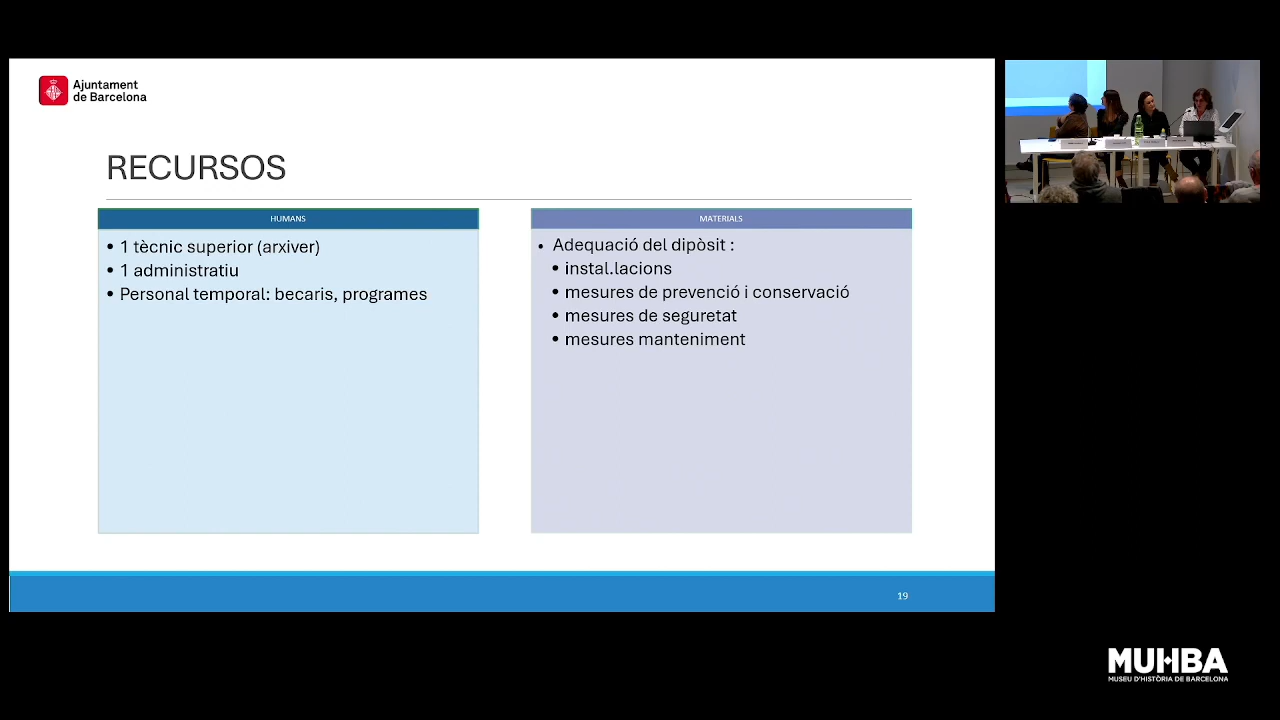 Ajuntament
de Barcelona
RECURSOS
HUMANS
• 1 tècnic superior (arxiver)
• 1 administratiu
• Personal temporal: becaris, programes
MATERIALS
• Adequació del dipòsit :
• instal.lacions
• mesures de prevenció i conservació
• mesures de seguretat
• mesures manteniment
19
MUHBA
MUSEU D'HISTÒRIA DE BARCELONA